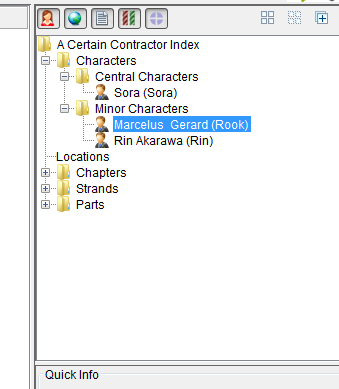 A Certain Contractor Index
Characters
Central Characters
Sora (Sora)
Minor Characters
Marcelus Gerard (Rook)
Rin Akarawa (Rin)
Locations
Chapters
Strands
Parts
Quick Info